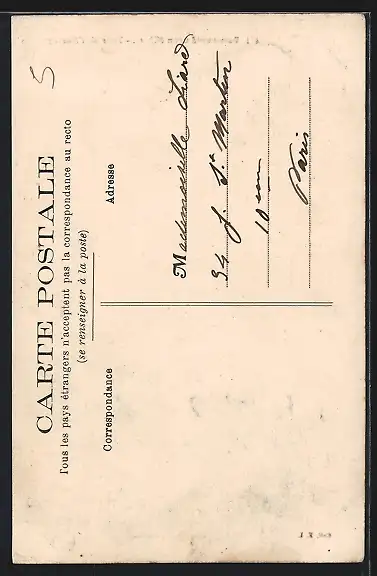 5
CARTE POSTALE
Tous les pays étrangers n'acceptent pas la correspondance au recto
(se renseigner à la poste)
Correspondance
Adresse
Mademoiselle Liard
34 f. St Martin
10 em
Paris